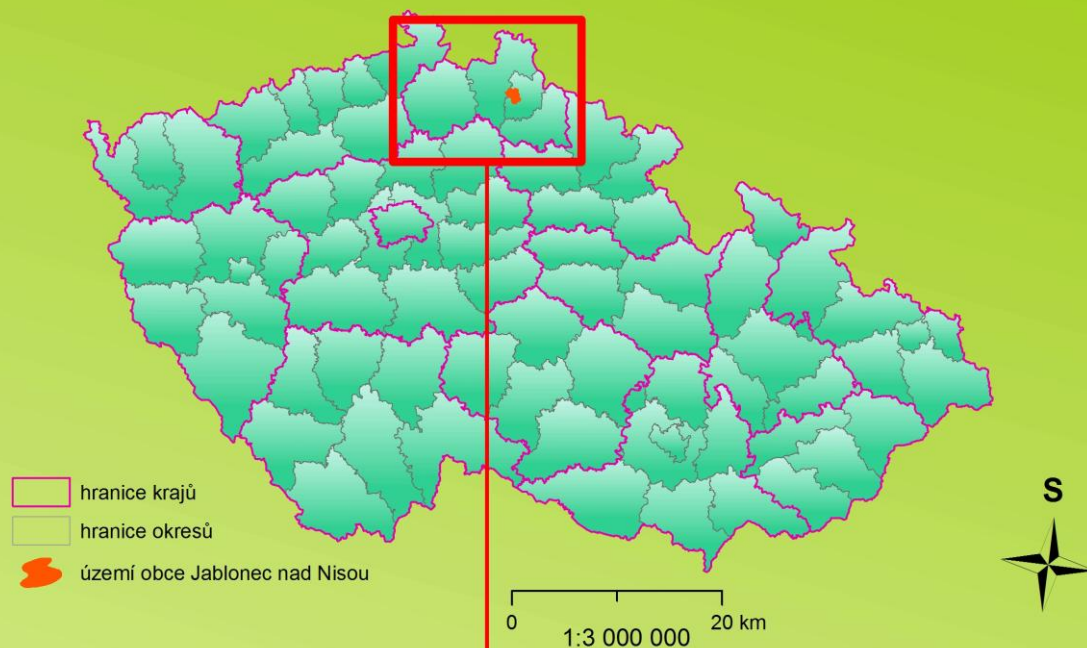 hranice krajů
hranice okresů
území obce Jablonec nad Nisou
S
0 20 km
1:3 000 000